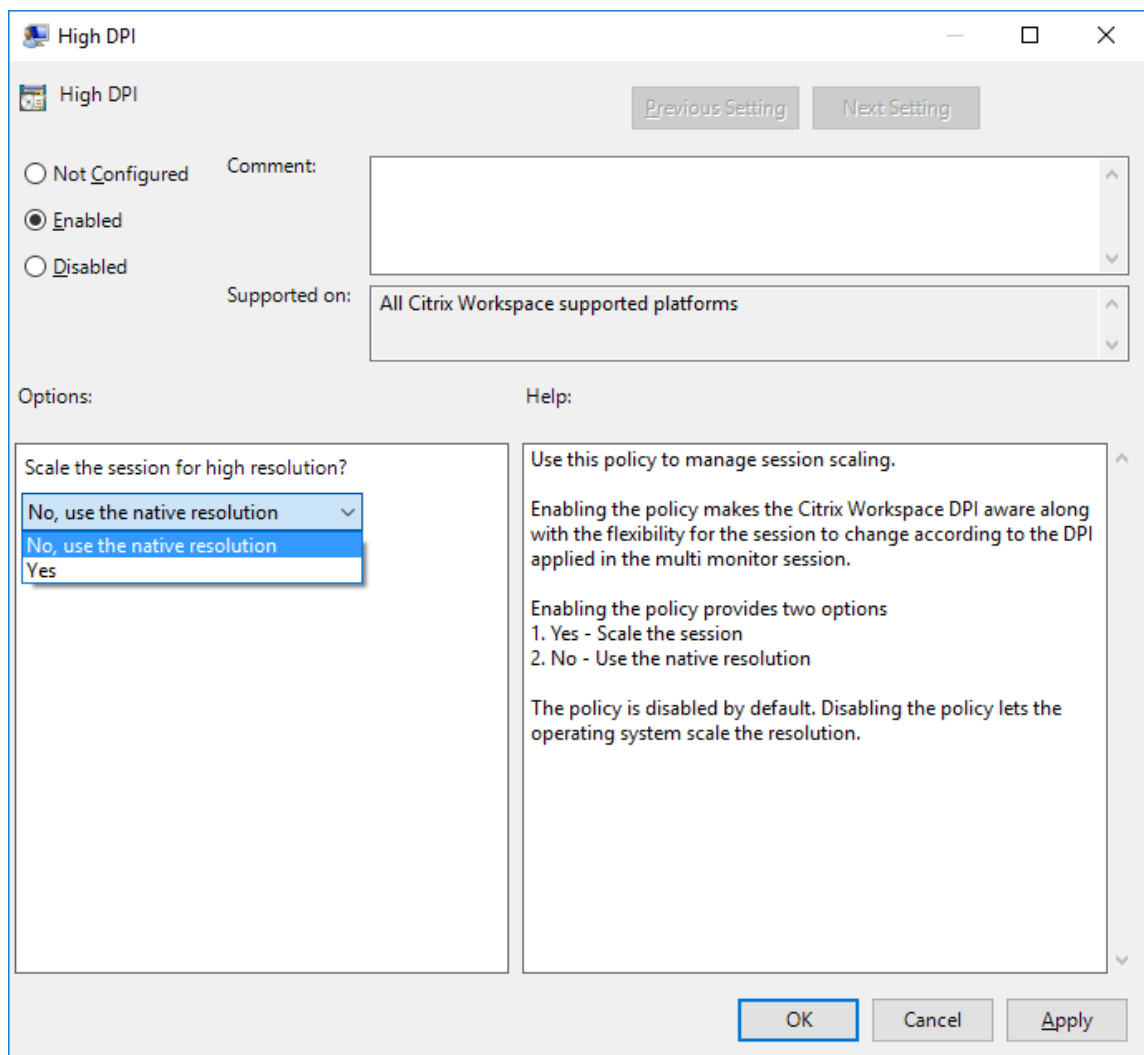 High DPI
High DPI
Previous Setting
Next Setting
Not Configured
Comment:
Enabled
Disabled
Supported on:
All Citrix Workspace supported platforms
Options:
Help:
Scale the session for high resolution?
No, use the native resolution
No, use the native resolution
Yes
Use this policy to manage session scaling.
Enabling the policy makes the Citrix Workspace DPI aware along
with the flexibility for the session to change according to the DPI
applied in the multi monitor session.
Enabling the policy provides two options
1. Yes - Scale the session
2. No - Use the native resolution
The policy is disabled by default. Disabling the policy lets the
operating system scale the resolution.
OK
Cancel
Apply